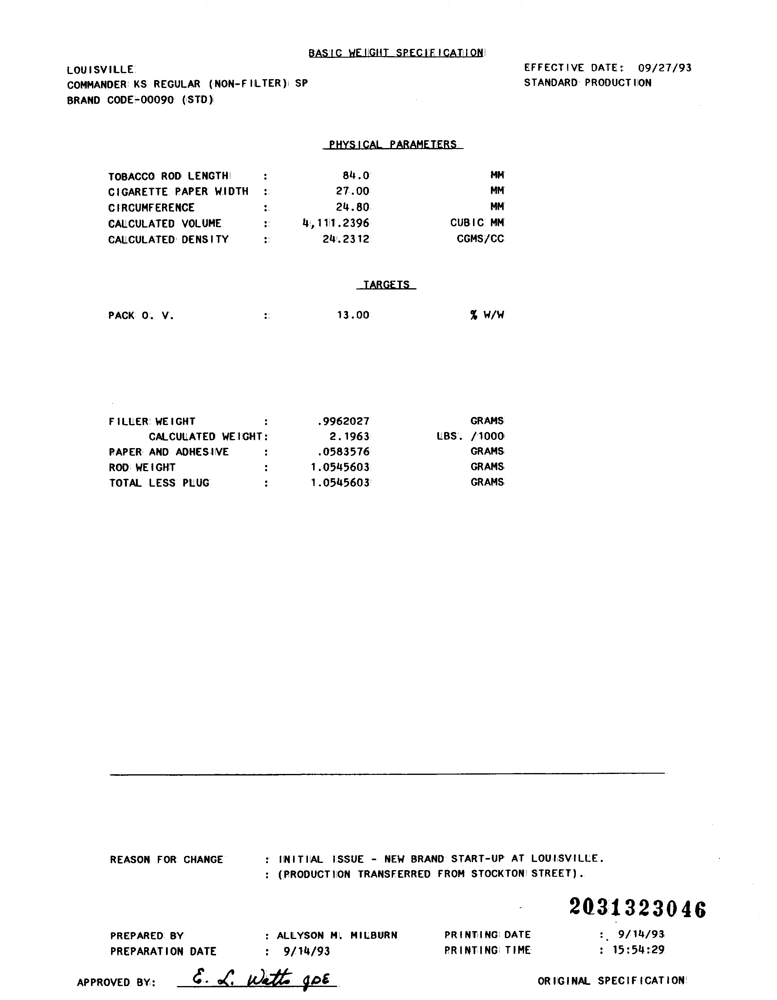 BASIC WEIGHT SPECIFICATION
LOUISVILLE EFFECTIVE DATE: 09/27/93
COMMANDER KS REGULAR (NON-FILTER) SP STANDARD PRODUCTION
BRAND CODE-00090 (STD)
PHYSICAL PARAMETERS
TOBACCO ROD LENGTH : 84.0 MM
CIGARETTE PAPER WIDTH : 27.00 MM
CIRCUMFERENCE : 24.80 MM
CALCULATED VOLUME : 4,111.2396 CUBIC MM
CALCULATED DENSITY : 24.2312 CGMS/CC
TARGETS
PACK O. V. : 13.00 % W/W
FILLER WEIGHT : .9962027 GRAMS
CALCULATED WEIGHT: 2.1963 LBS. /1000
PAPER AND ADHESIVE : .0583576 GRAMS
ROD WEIGHT : 1.0545603 GRAMS
TOTAL LESS PLUG : 1.0545603 GRAMS
REASON FOR CHANGE : INITIAL ISSUE - NEW BRAND START-UP AT LOUISVILLE.
: (PRODUCTION TRANSFERRED FROM STOCKTON STREET).
2031323046
PREPARED BY : ALLYSON M. MILBURN PRINTING DATE : 9/14/93
PREPARATION DATE : 9/14/93 PRINTING TIME : 15:54:29
APPROVED BY: E. L. Watts JDE ORIGINAL SPECIFICATION